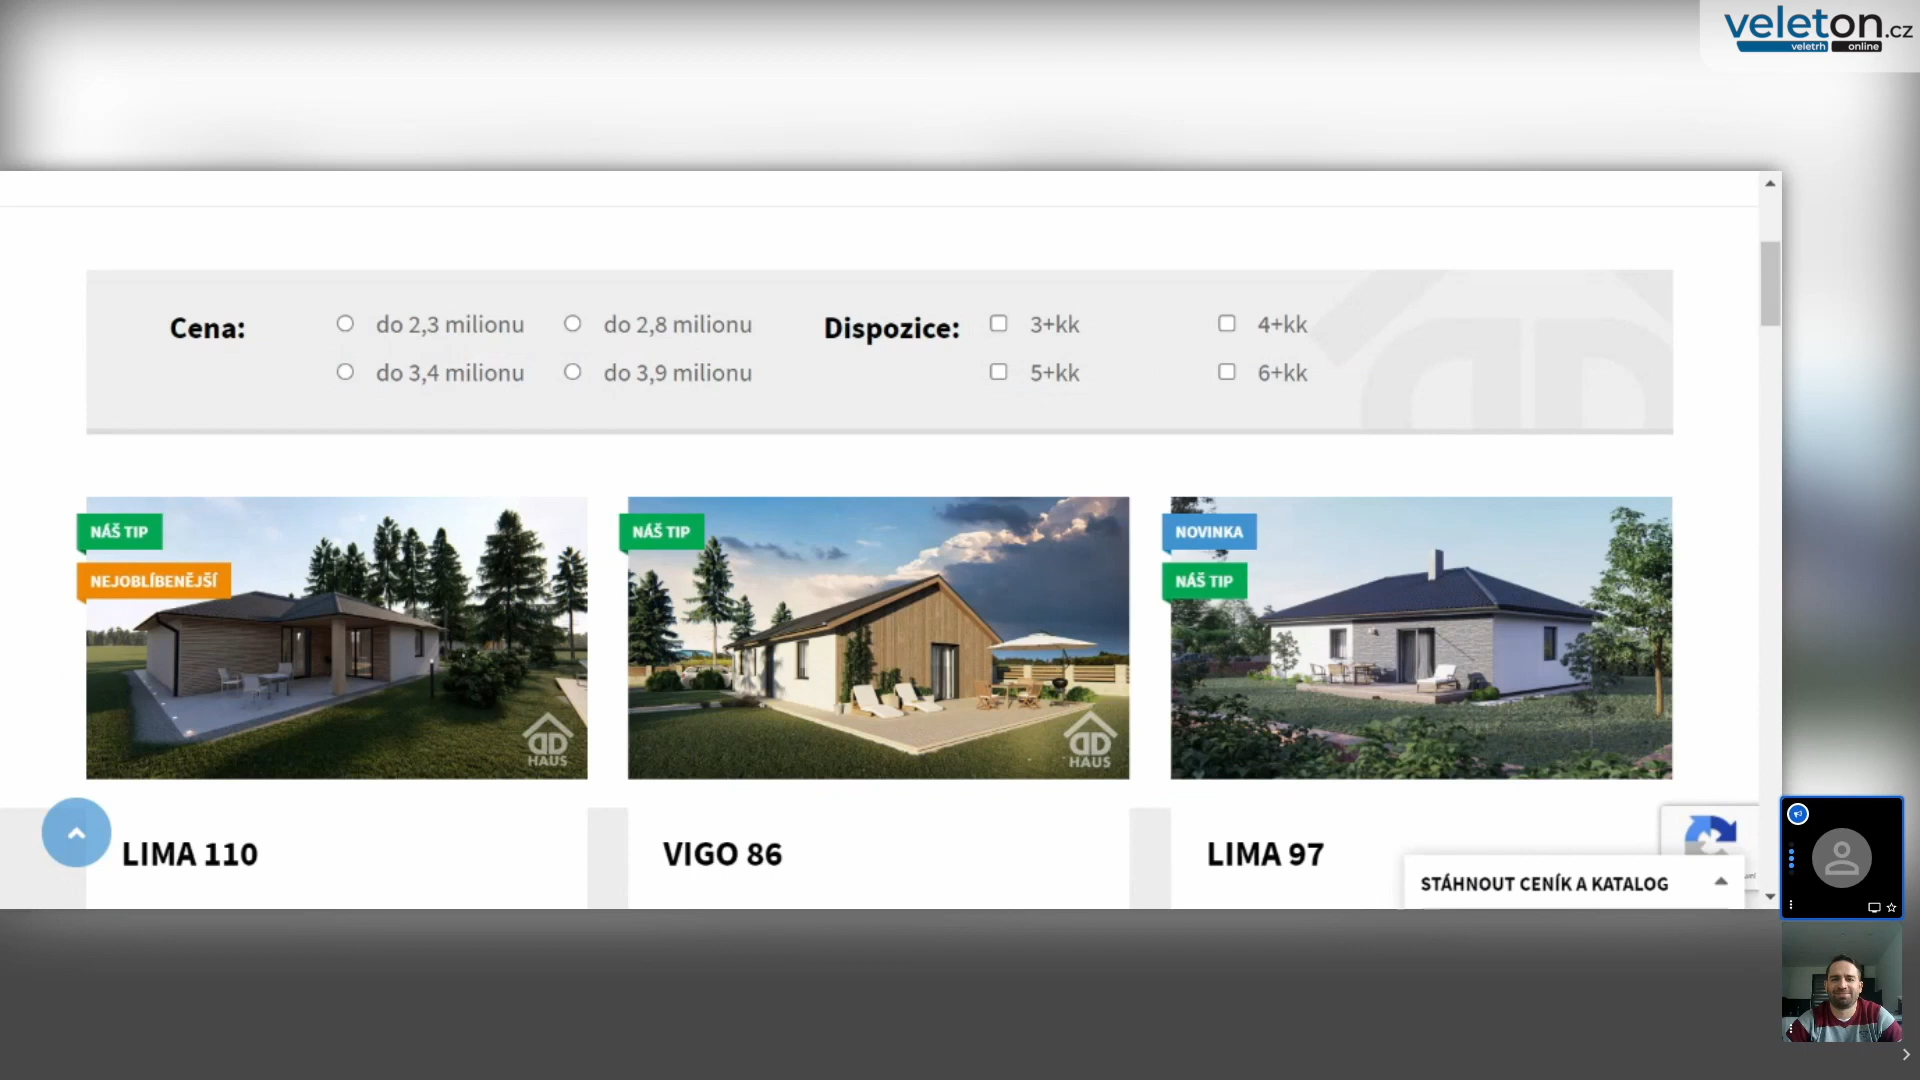 veleton.cz
veletrh online
Cena:
do 2,3 milionu
do 2,8 milionu
Dispozice:
3+kk
4+kk
do 3,4 milionu
do 3,9 milionu
5+kk
6+kk
NÁŠ TIP
NEJOBLÍBENĚJŠÍ
DD
HAUS
NÁŠ TIP
DD
HAUS
NOVINKA
NÁŠ TIP
LIMA 110
VIGO 86
LIMA 97
STÁHNOUT CENÍK A KATALOG